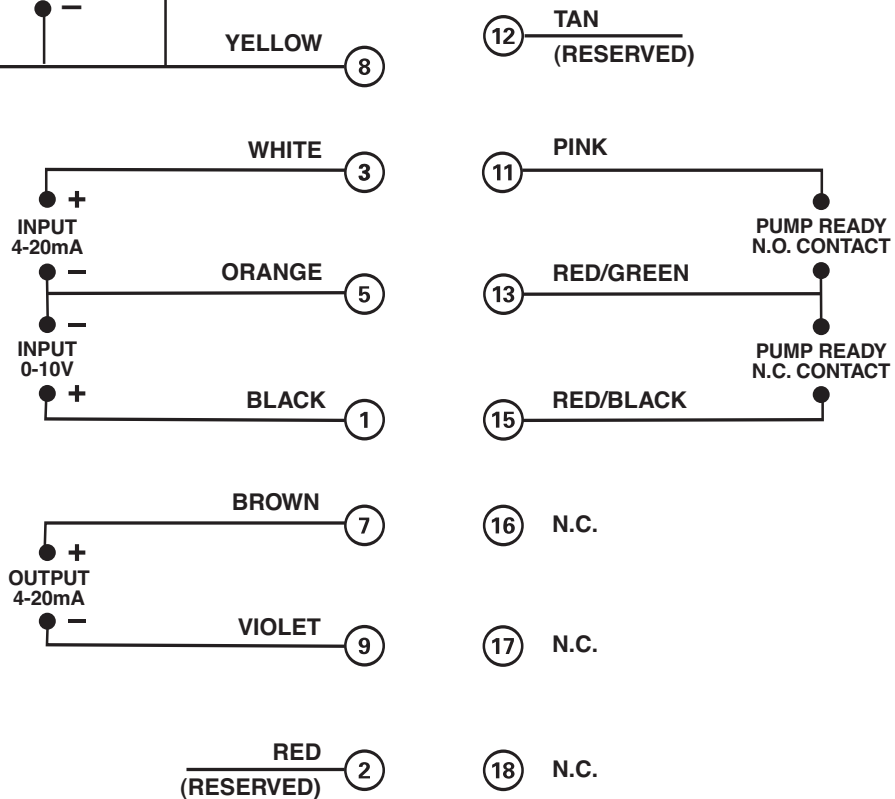 –
YELLOW
8
12
TAN
(RESERVED)
WHITE
3
+
INPUT
4-20mA
–
ORANGE
5
–
INPUT
0-10V
+
BLACK
1
11
PINK
PUMP READY
N.O. CONTACT
RED/GREEN
13
PUMP READY
N.C. CONTACT
RED/BLACK
15
BROWN
7
+
OUTPUT
4-20mA
–
VIOLET
9
16
N.C.
17
N.C.
RED
(RESERVED)
2
18
N.C.